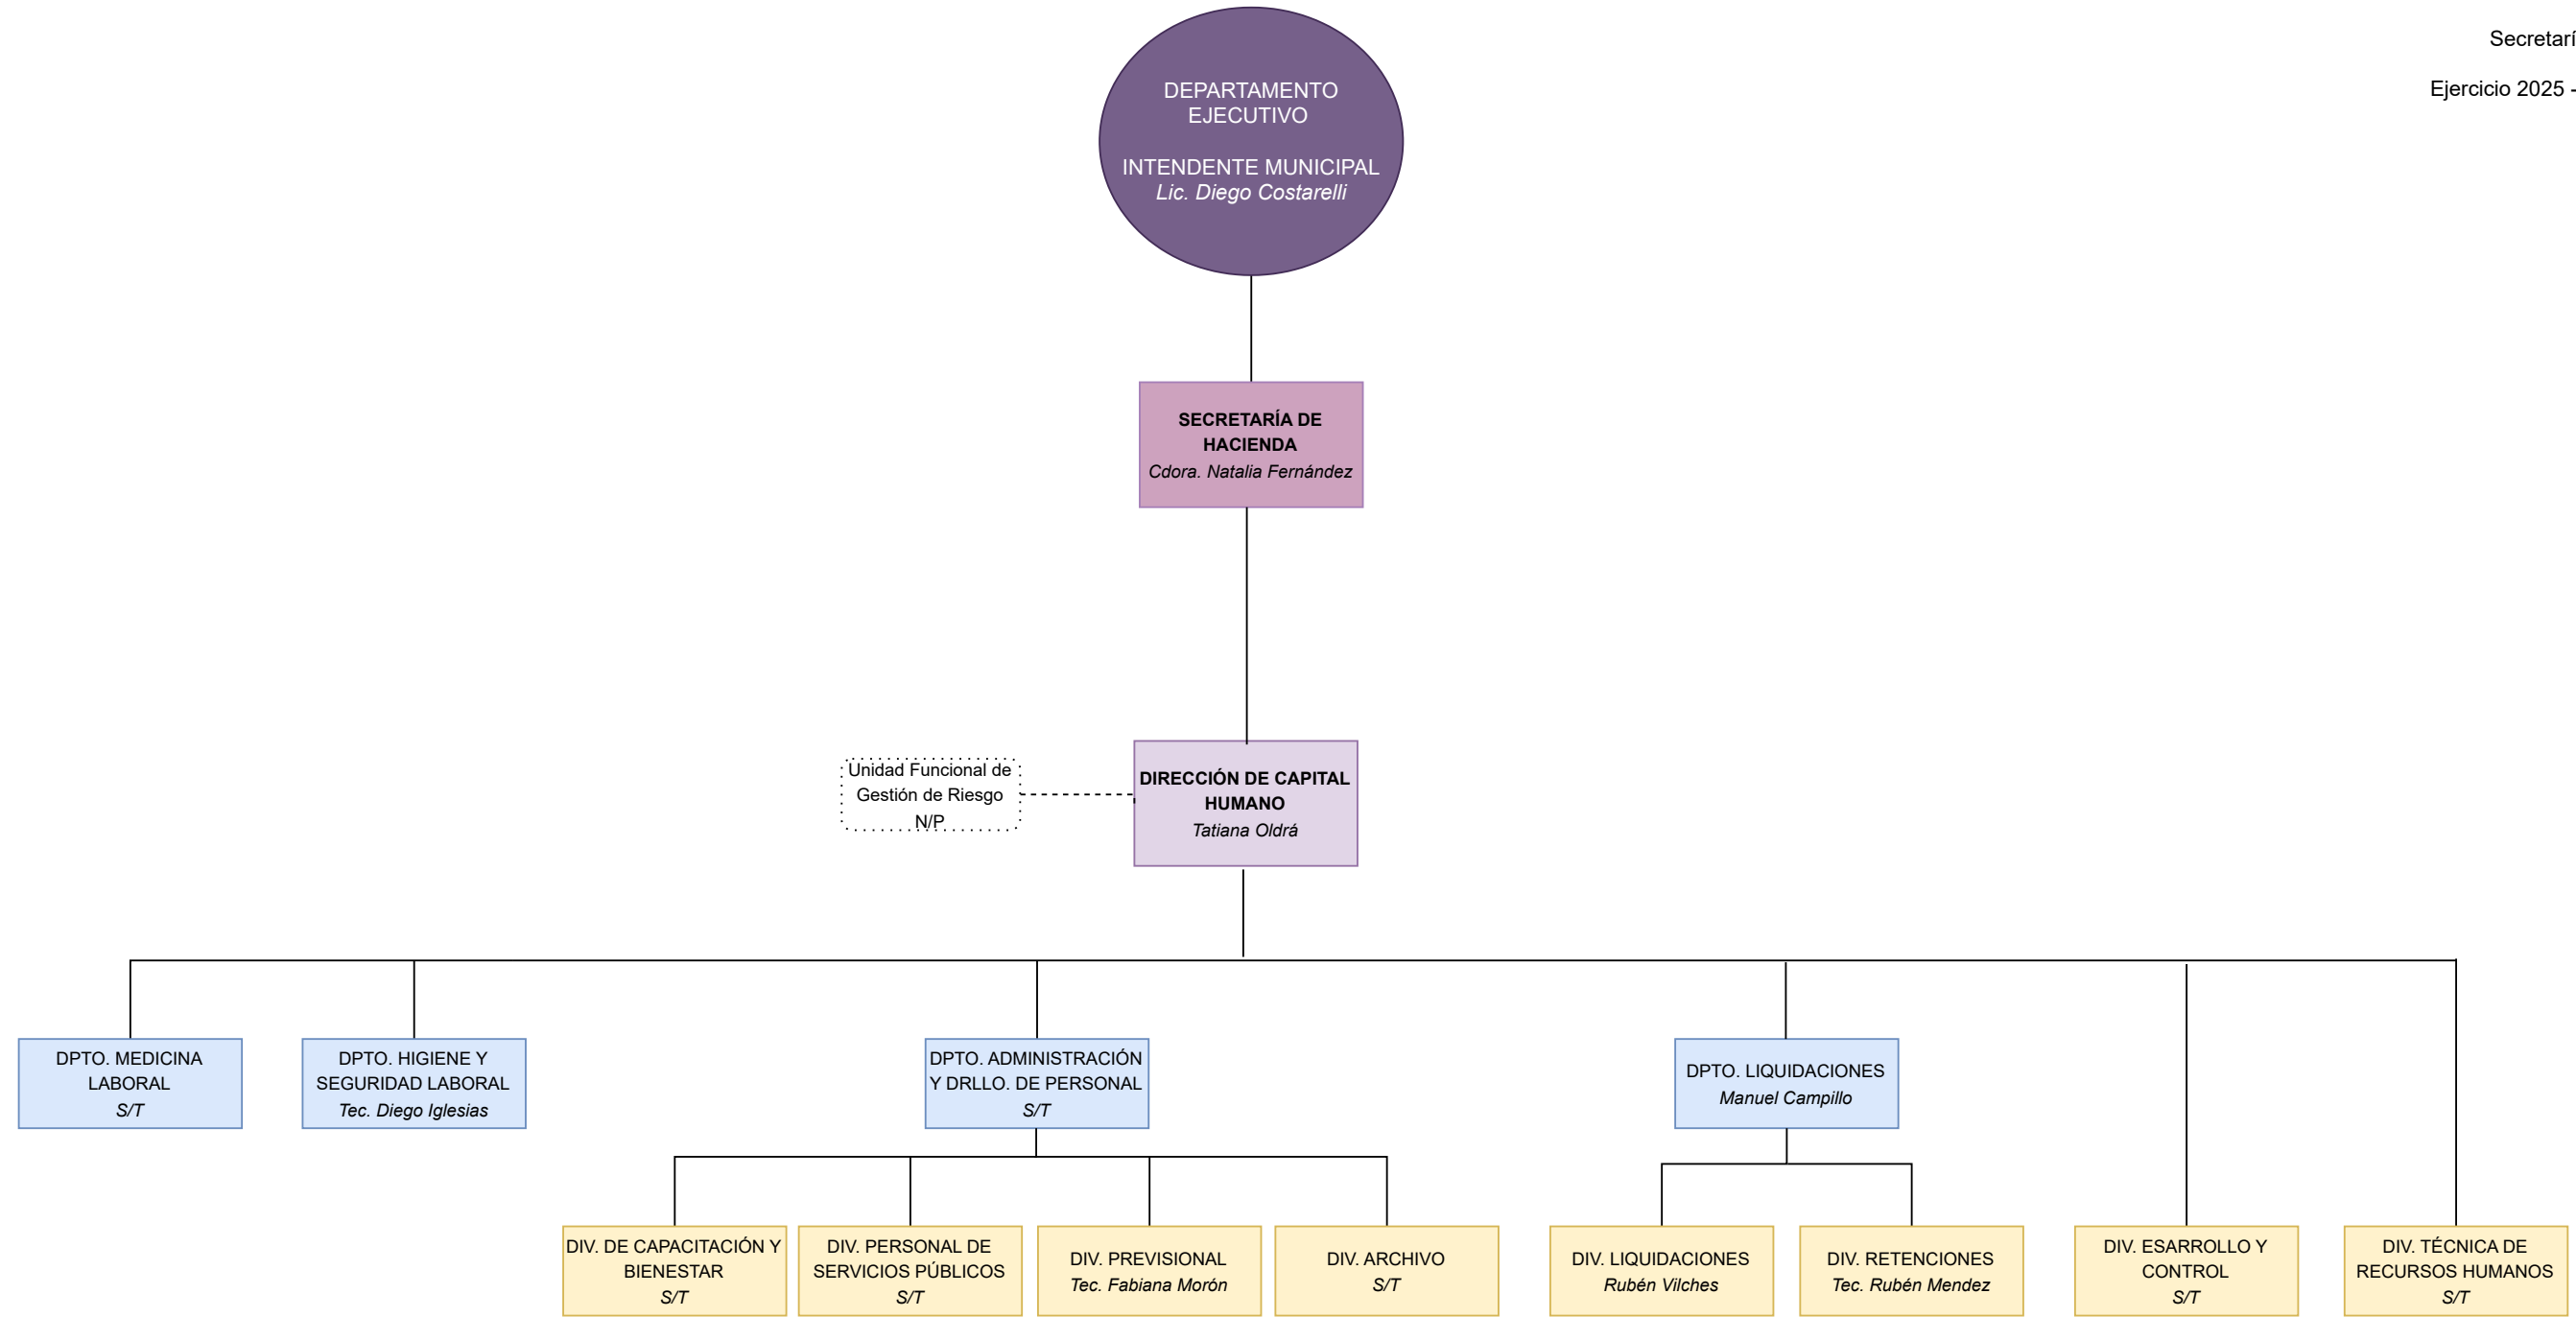 Secretarí
Ejercicio 2025 -
DEPARTAMENTO
EJECUTIVO
INTENDENTE MUNICIPAL
Lic. Diego Costarelli
SECRETARÍA DE
HACIENDA
Cdora. Natalia Fernández
Unidad Funcional de
Gestión de Riesgo
N/P
DIRECCIÓN DE CAPITAL
HUMANO
Tatiana Oldrá
DPTO. MEDICINA
LABORAL
S/T
DPTO. HIGIENE Y
SEGURIDAD LABORAL
Tec. Diego Iglesias
DPTO. ADMINISTRACIÓN
Y DRLLO. DE PERSONAL
S/T
DPTO. LIQUIDACIONES
Manuel Campillo
DIV. DE CAPACITACIÓN Y
BIENESTAR
S/T
DIV. PERSONAL DE
SERVICIOS PÚBLICOS
S/T
DIV. PREVISIONAL
Tec. Fabiana Morón
DIV. ARCHIVO
S/T
DIV. LIQUIDACIONES
Rubén Vilches
DIV. RETENCIONES
Tec. Rubén Mendez
DIV. ESARROLLO Y
CONTROL
S/T
DIV. TÉCNICA DE
RECURSOS HUMANOS
S/T